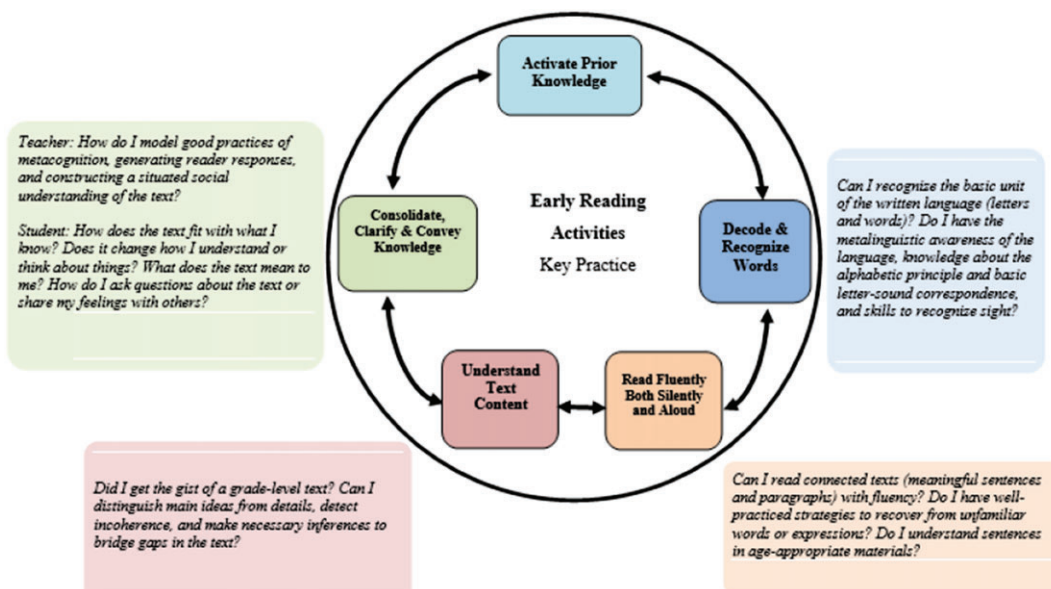 Activate Prior
Knowledge
Teacher: How do I model good practices of
metacognition, generating reader responses,
and constructing a situated social
understanding of the text?
Student: How does the text fit with what I
know? Does it change how I understand or
think about things? What does the text mean to
me? How do I ask questions about the text or
share my feelings with others?
Consolidate,
Clarify & Convey
Knowledge
Early Reading
Activities
Key Practice
Decode &
Recognize
Words
Can I recognize the basic unit
of the written language (letters
and words)? Do I have the
metalinguistic awareness of the
language, knowledge about the
alphabetic principle and basic
letter-sound correspondence,
and skills to recognize sight?
Understand
Text
Content
Read Fluently
Both Silently
and Aloud
Did I get the gist of a grade-level text? Can I
distinguish main ideas from details, detect
incoherence, and make necessary inferences to
bridge gaps in the text?
Can I read connected texts (meaningful sentences
and paragraphs) with fluency? Do I have well-
practiced strategies to recover from unfamiliar
words or expressions? Do I understand sentences
in age-appropriate materials?